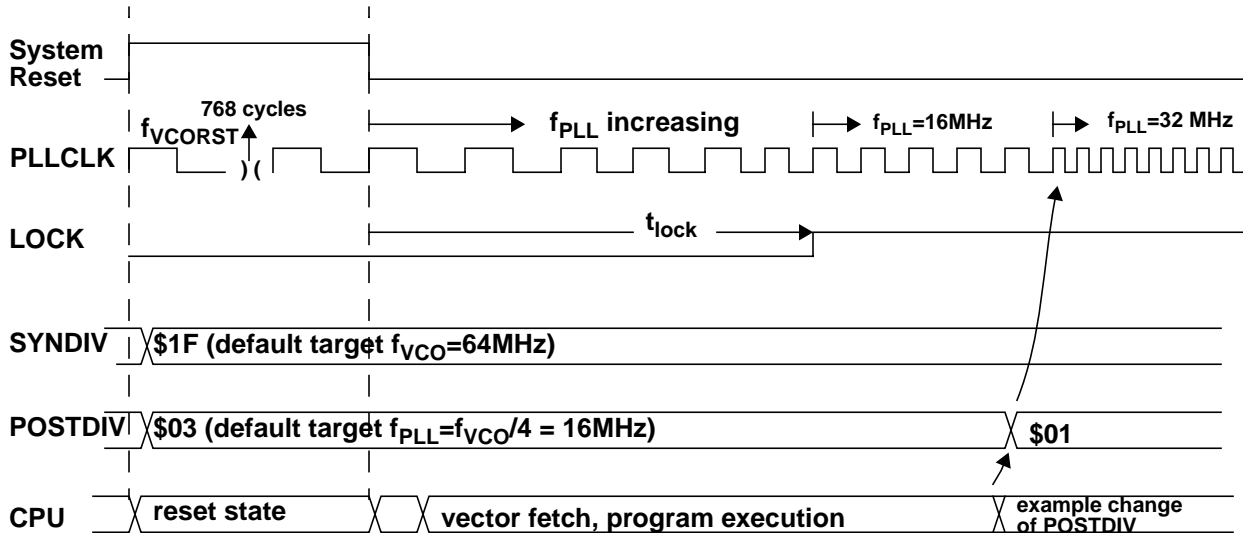 System
Reset
768 cycles
fVCORST
fPLL increasing
fPLL=16MHz
fPLL=32 MHz
PLLCLK
) (
LOCK
tlock
SYNDIV
$1F (default target fVCO=64MHz)
POSTDIV
$03 (default target fPLL=fVCO/4 = 16MHz)
$01
CPU
reset state
vector fetch, program execution
example change
of POSTDIV